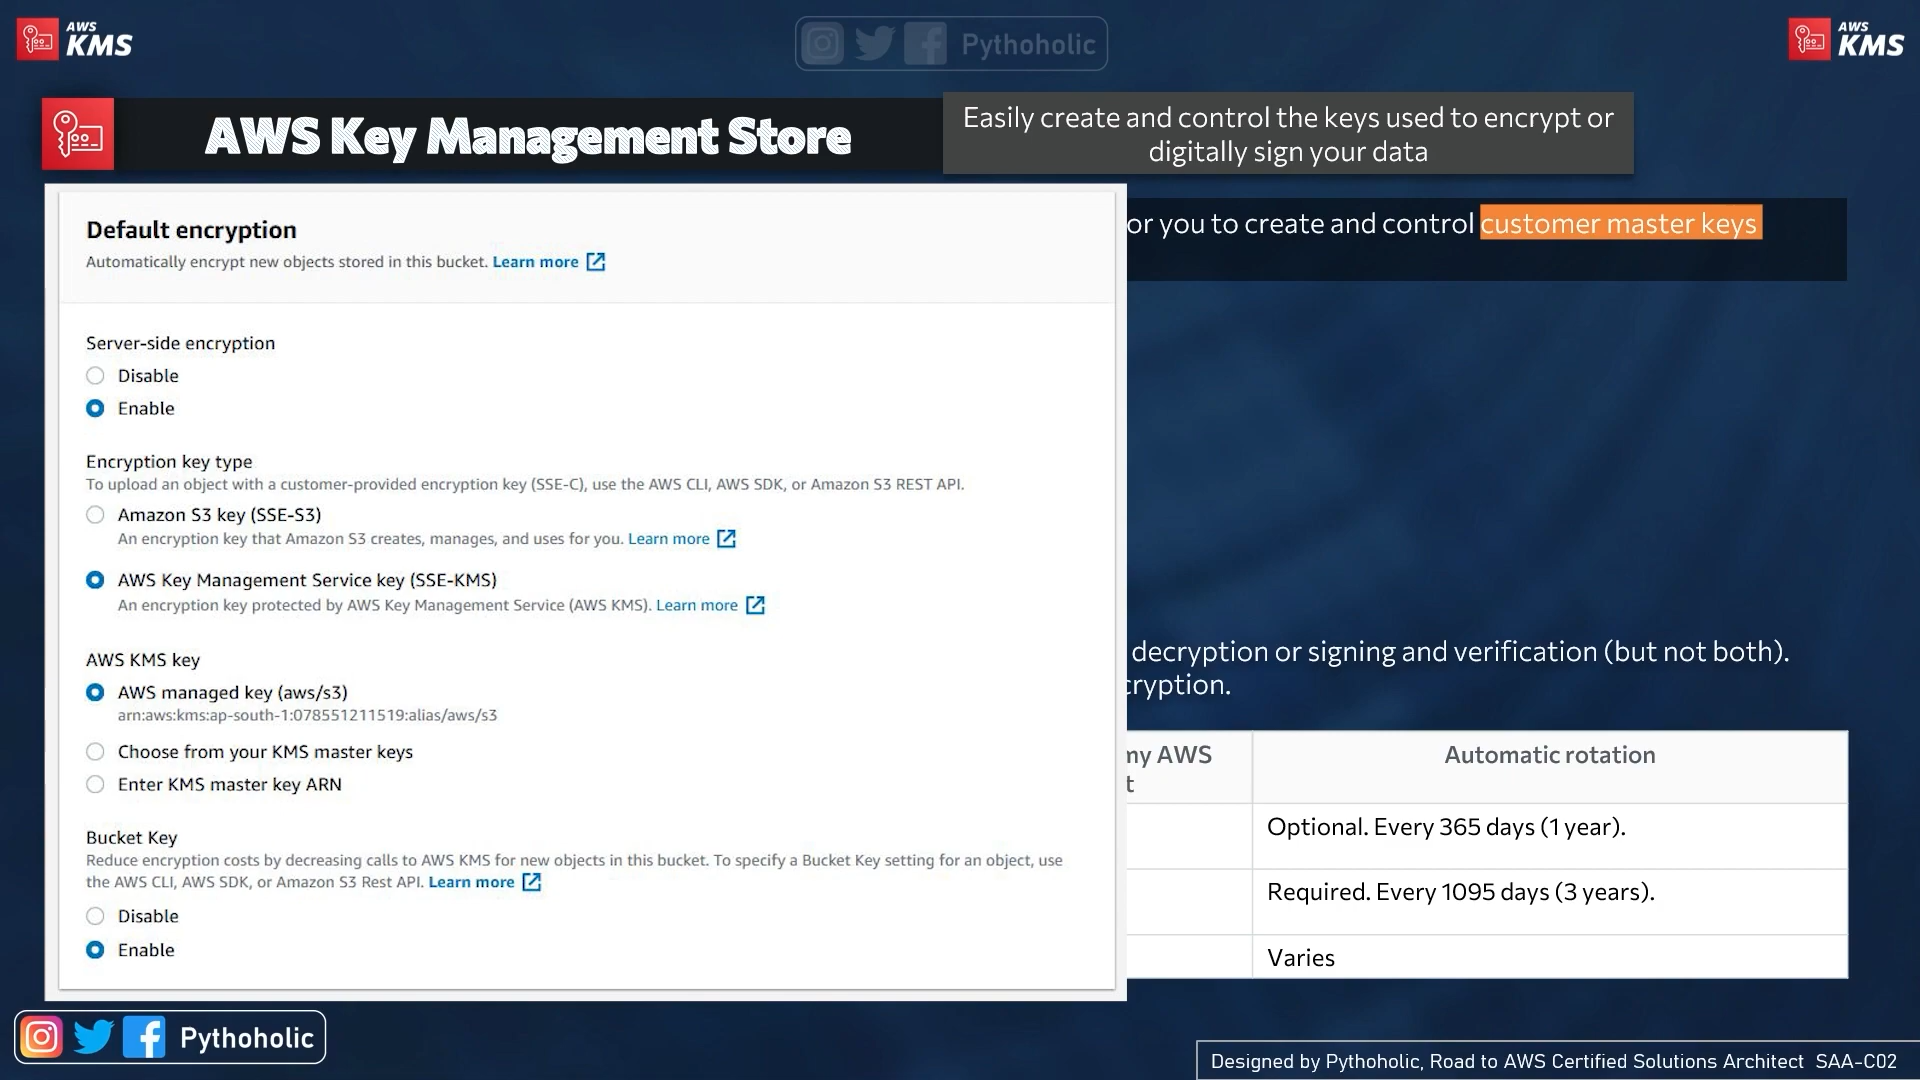 AWS
KMS
Pythoholic
AWS
KMS
AWS Key Management Store
Easily create and control the keys used to encrypt or
digitally sign your data
or you to create and control customer master keys
Default encryption
Automatically encrypt new objects stored in this bucket. Learn more
Server-side encryption
Disable
Enable
Encryption key type
To upload an object with a customer-provided encryption key (SSE-C), use the AWS CLI, AWS SDK, or Amazon S3 REST API.
Amazon S3 key (SSE-S3)
An encryption key that Amazon S3 creates, manages, and uses for you. Learn more
AWS Key Management Service key (SSE-KMS)
An encryption key protected by AWS Key Management Service (AWS KMS). Learn more
AWS KMS key
AWS managed key (aws/s3)
arn:aws:kms:ap-south-1:078551211519:alias/aws/s3
Choose from your KMS master keys
Enter KMS master key ARN
Bucket Key
Reduce encryption costs by decreasing calls to AWS KMS for new objects in this bucket. To specify a Bucket Key setting for an object, use
the AWS CLI, AWS SDK, or Amazon S3 Rest API. Learn more
Disable
Enable
decryption or signing and verification (but not both).
cryption.
my AWS
t
Automatic rotation
Optional. Every 365 days (1 year).
Required. Every 1095 days (3 years).
Varies
Pythoholic
Designed by Pythoholic, Road to AWS Certified Solutions Architect SAA-C02